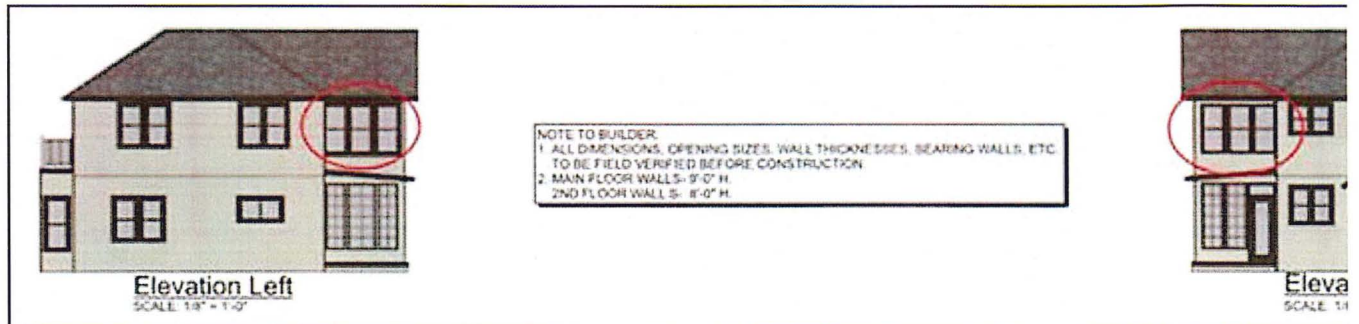 NOTE TO BUILDER:
1. ALL DIMENSIONS, OPENING SIZES, WALL THICKNESSES, BEARING WALLS, ETC.
TO BE FIELD VERIFIED BEFORE CONSTRUCTION
2. MAIN FLOOR WALLS- 9'-0" H.
2ND FLOOR WALLS- 8'-0" H.
Elevation Left
SCALE: 1/8" = 1'-0"
Eleva
SCALE: 1/8